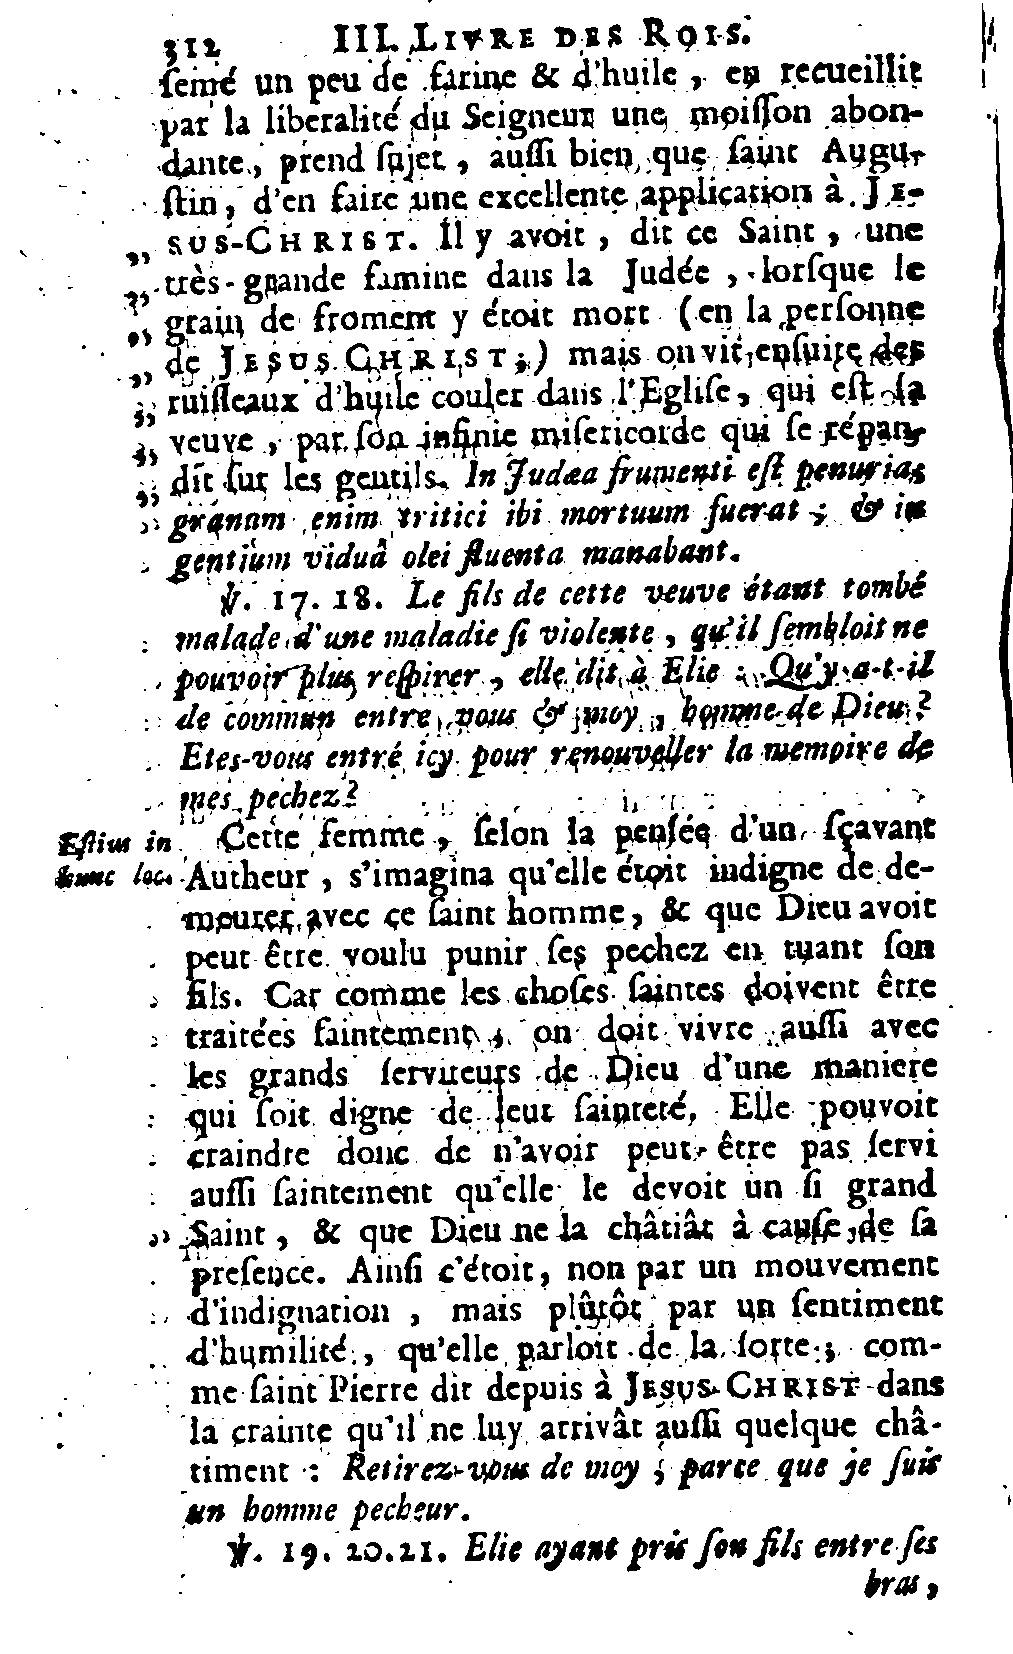 312 III. LIVRE DES ROIS.
semé un peu de farine & d'huile, en recueillit
par la liberalité du Seigneur une moisson abon-
dante, prend sujet, aussi bien que saint Augu-
stin, d'en faire une excellente application à JE-
„ SUS-CHRIST. Il y avoit, dit ce Saint, une
„ très-grande famine dans la Judée, lorsque le
„ grain de froment y étoit mort (en la personne
„ de JESUS CHRIST;) mais on vit ensuite des
„ ruisseaux d'huile couler dans l'Eglise, qui est sa
„ veuve, par son infinie misericorde qui se répan-
„ dit sur les gentils. In Judæa frumenti est penuria;
„ granum enim tritici ibi mortuum fuerat; & in
gentium viduâ olei fluenta manabant.
℣. 17. 18. Le fils de cette veuve étant tombé
malade d'une maladie si violente, qu'il sembloit ne
pouvoir plus respirer, elle dit à Elie: Qu'y a-t-il
de commun entre vous & moy, homme de Dieu?
Etes-vous entré icy pour renouveller la memoire de
mes pechez?
Estius in
hunc loc.
Cette femme, selon la pensée d'un sçavant
Autheur, s'imagina qu'elle étoit indigne de de-
meurer avec ce saint homme, & que Dieu avoit
peut être voulu punir ses pechez en tuant son
fils. Car comme les choses saintes doivent être
traitées saintement, on doit vivre aussi avec
les grands serviteurs de Dieu d'une maniere
qui soit digne de leur sainteté. Elle pouvoit
craindre donc de n'avoir peut-être pas servi
aussi saintement qu'elle le devoit un si grand
Saint, & que Dieu ne la châtiât à cause de sa
presence. Ainsi c'étoit, non par un mouvement
d'indignation, mais plûtôt par un sentiment
d'humilité, qu'elle parloit de la sorte; com-
me saint Pierre dit depuis à JESUS-CHRIST dans
la crainte qu'il ne luy arrivât aussi quelque châ-
timent: Retirez-vous de moy; parce que je suis
un homme pecheur.
℣. 19. 20. 21. Elie ayant pris son fils entre ses
bras,